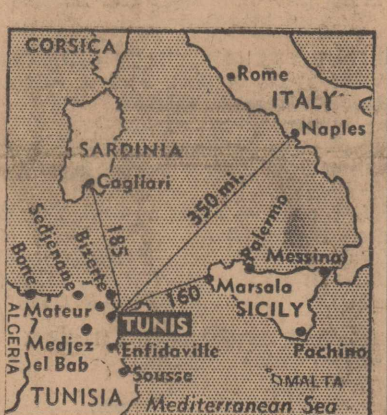 CORSICA
Rome
ITALY
Naples
SARDINIA
Cagliari
350 mi.
185
160
Palermo
Messina
Marsala
SICILY
Pachino
Sedjenane
Bizerte
Bone
Mateur
TUNIS
ALGERIA
Medjez
el Bab
Enfidaville
Sousse
MALTA
TUNISIA
Mediterranean Sea